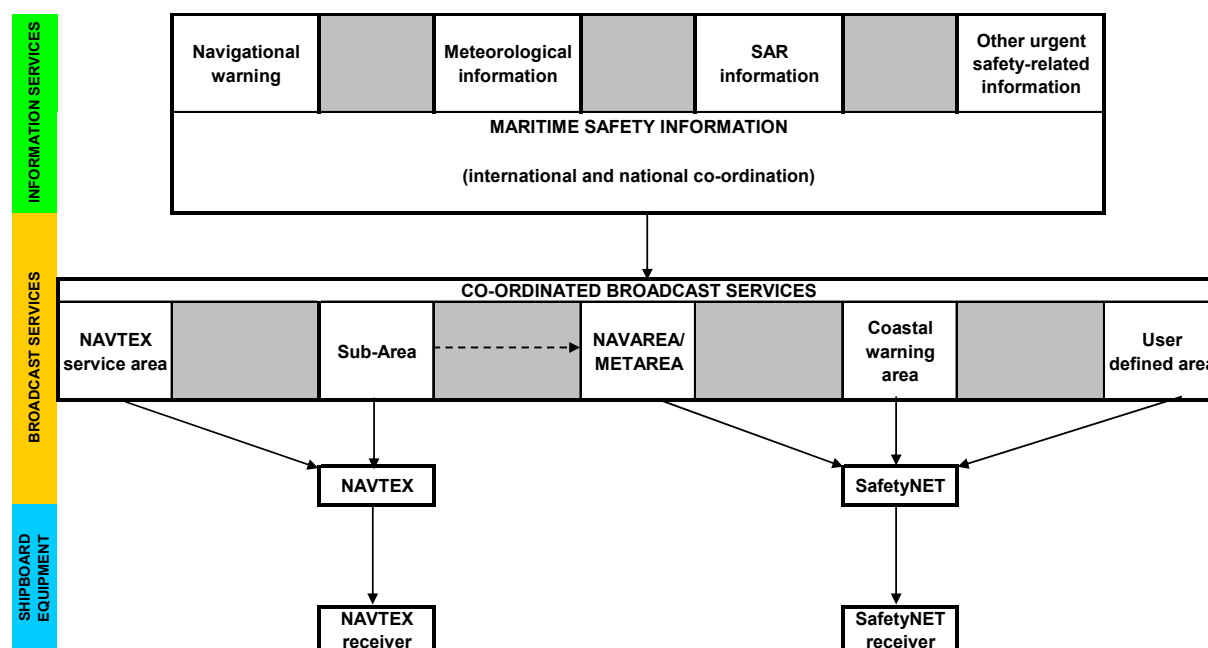 INFORMATION SERVICES
Navigational
warning
Meteorological
information
SAR
information
Other urgent
safety-related
information
MARITIME SAFETY INFORMATION
(international and national co-ordination)
BROADCAST SERVICES
CO-ORDINATED BROADCAST SERVICES
NAVTEX
service area
Sub-Area
NAVAREA/
METAREA
Coastal
warning
area
User
defined area
NAVTEX
SafetyNET
SHIPBOARD
EQUIPMENT
NAVTEX
receiver
SafetyNET
receiver